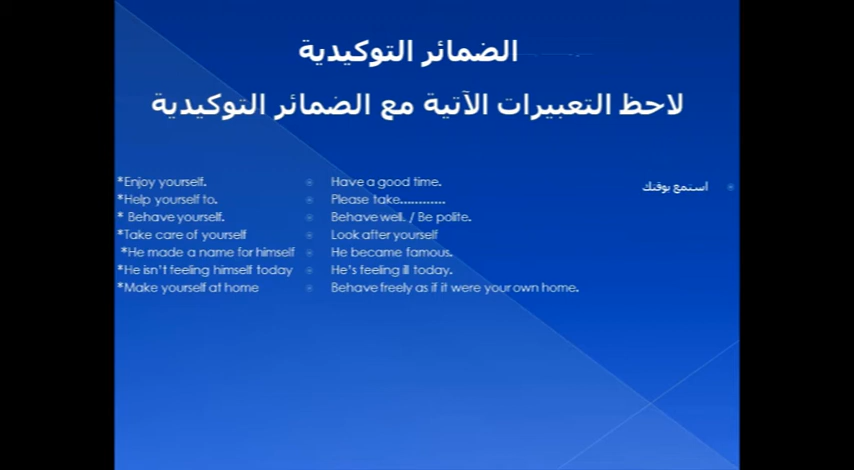 الضمائر التوكيدية
لاحظ التعبيرات الآتية مع الضمائر التوكيدية
*Enjoy yourself. Have a good time. استمع بوقتك
*Help yourself to. Please take............
* Behave yourself. Behave well. / Be polite.
*Take care of yourself Look after yourself
*He made a name for himself He became famous.
*He isn't feeling himself today He's feeling ill today.
*Make yourself at home Behave freely as if it were your own home.